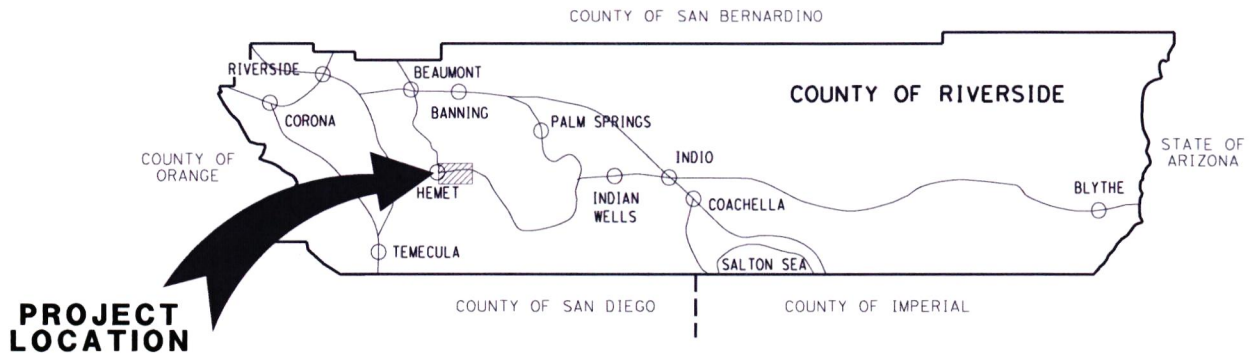 COUNTY OF SAN BERNARDINO
RIVERSIDE
BEAUMONT
COUNTY OF RIVERSIDE
BANNING
CORONA
PALM SPRINGS
STATE OF
ARIZONA
COUNTY OF
ORANGE
INDIO
HEMET
INDIAN
WELLS
COACHELLA
BLYTHE
TEMECULA
SALTON SEA
COUNTY OF SAN DIEGO
COUNTY OF IMPERIAL
PROJECT
LOCATION